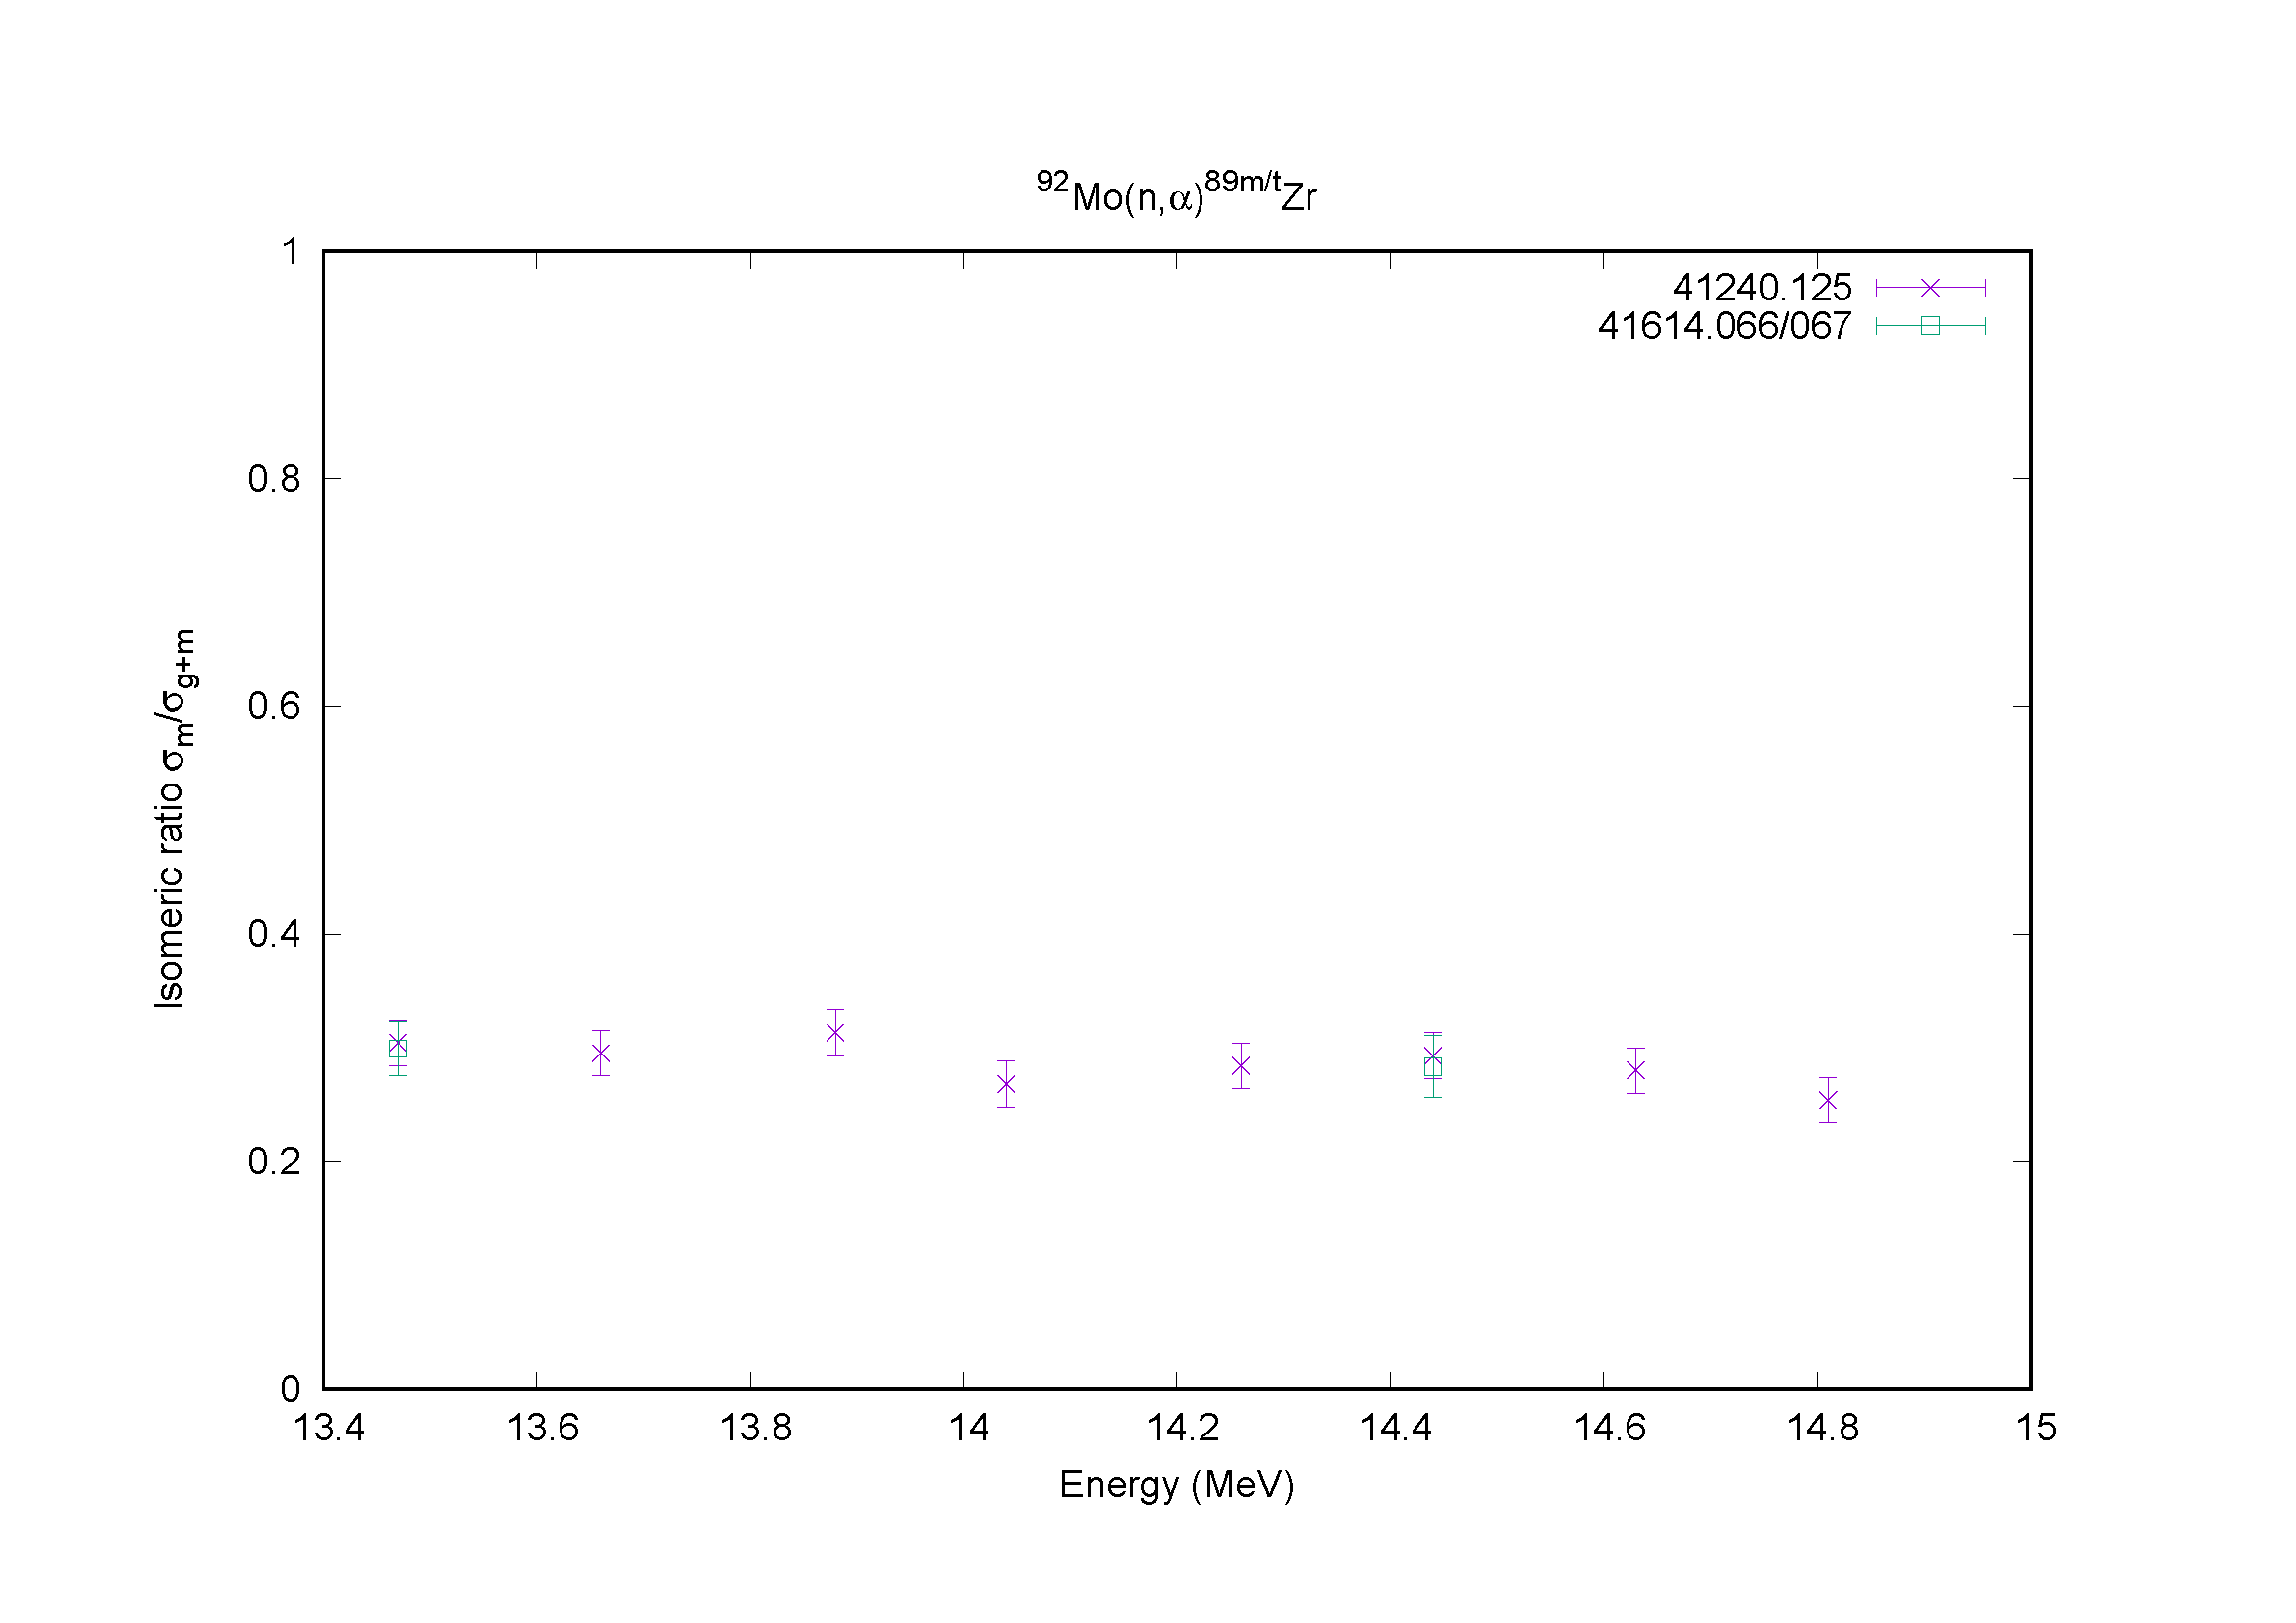 ⁹²Mo(n,α)⁸⁹ᵐ/ᵗZr
41240.125
41614.066/067
Isomeric ratio σm/σg+m
1
0.8
0.6
0.4
0.2
0
13.4 13.6 13.8 14 14.2 14.4 14.6 14.8 15
Energy (MeV)